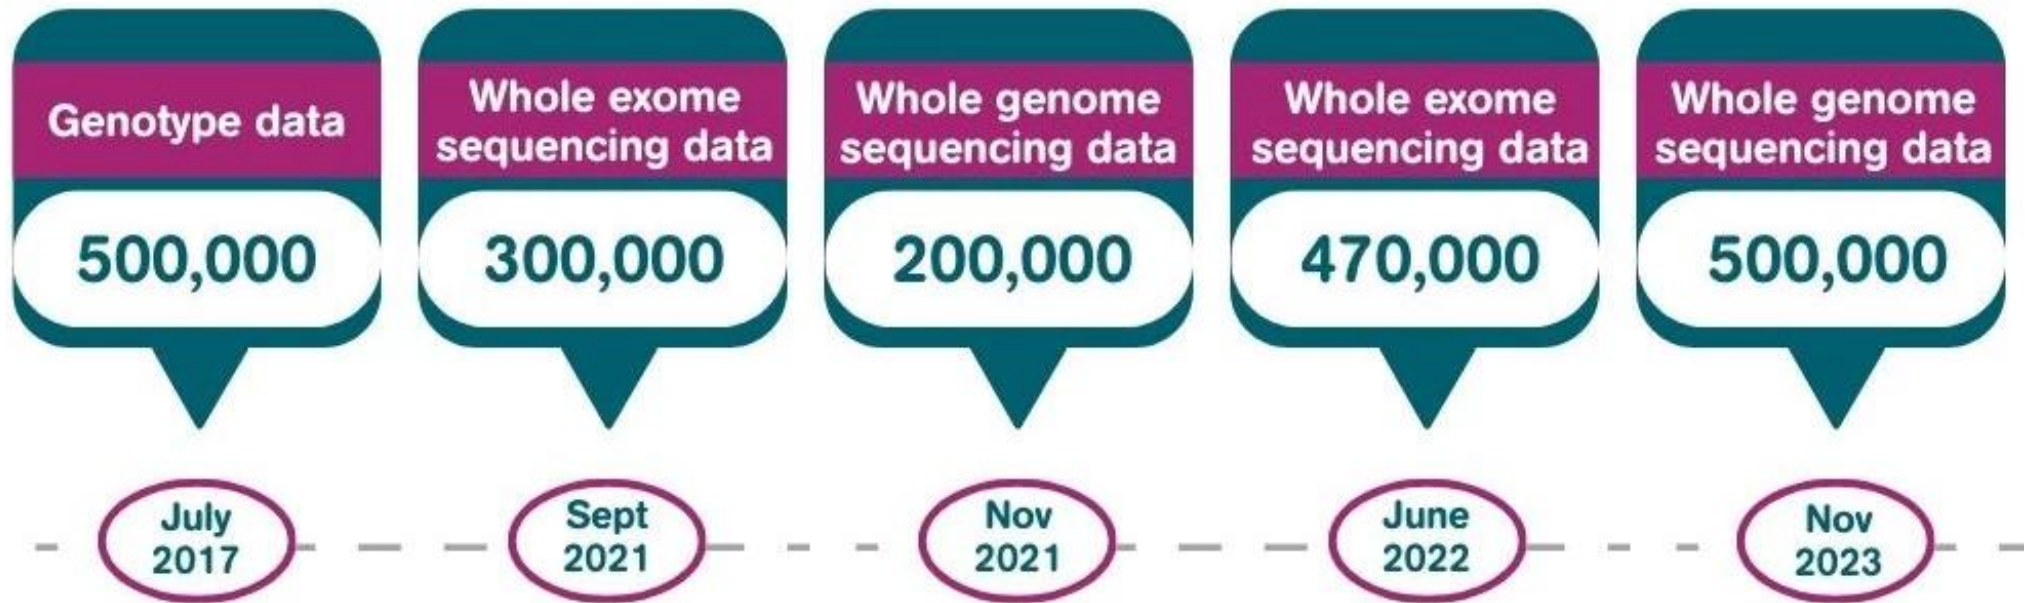 Genotype data
500,000
July
2017
Whole exome
sequencing data
300,000
Sept
2021
Whole genome
sequencing data
200,000
Nov
2021
Whole exome
sequencing data
470,000
June
2022
Whole genome
sequencing data
500,000
Nov
2023